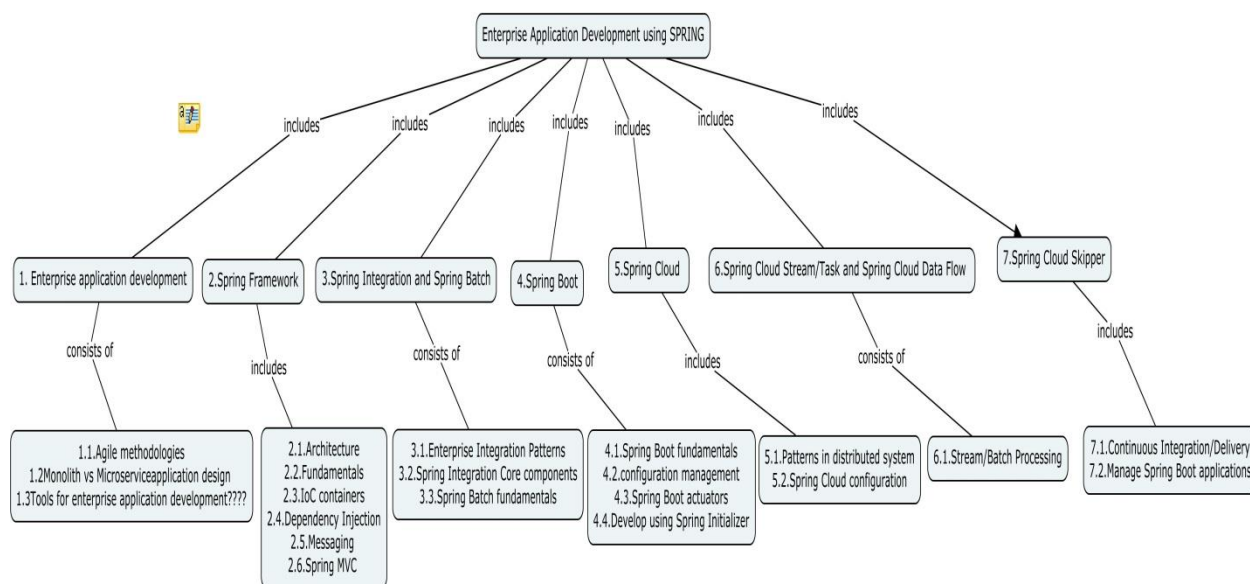 Enterprise Application Development using SPRING
includes
includes
includes
includes
includes
includes
includes
1. Enterprise application development
2.Spring Framework
3.Spring Integration and Spring Batch
4.Spring Boot
5.Spring Cloud
6.Spring Cloud Stream/Task and Spring Cloud Data Flow
7.Spring Cloud Skipper
consists of
includes
consists of
consists of
includes
consists of
includes
1.1.Agile methodologies
1.2Monolith vs Microserviceapplication design
1.3Tools for enterprise application development????
2.1.Architecture
2.2.Fundamentals
2.3.IoC containers
2.4.Dependency Injection
2.5.Messaging
2.6.Spring MVC
3.1.Enterprise Integration Patterns
3.2.Spring Integration Core components
3.3.Spring Batch fundamentals
4.1.Spring Boot fundamentals
4.2.configuration management
4.3.Spring Boot actuators
4.4.Develop using Spring Initializer
5.1.Patterns in distributed system
5.2.Spring Cloud configuration
6.1.Stream/Batch Processing
7.1.Continuous Integration/Delivery
7.2.Manage Spring Boot applications